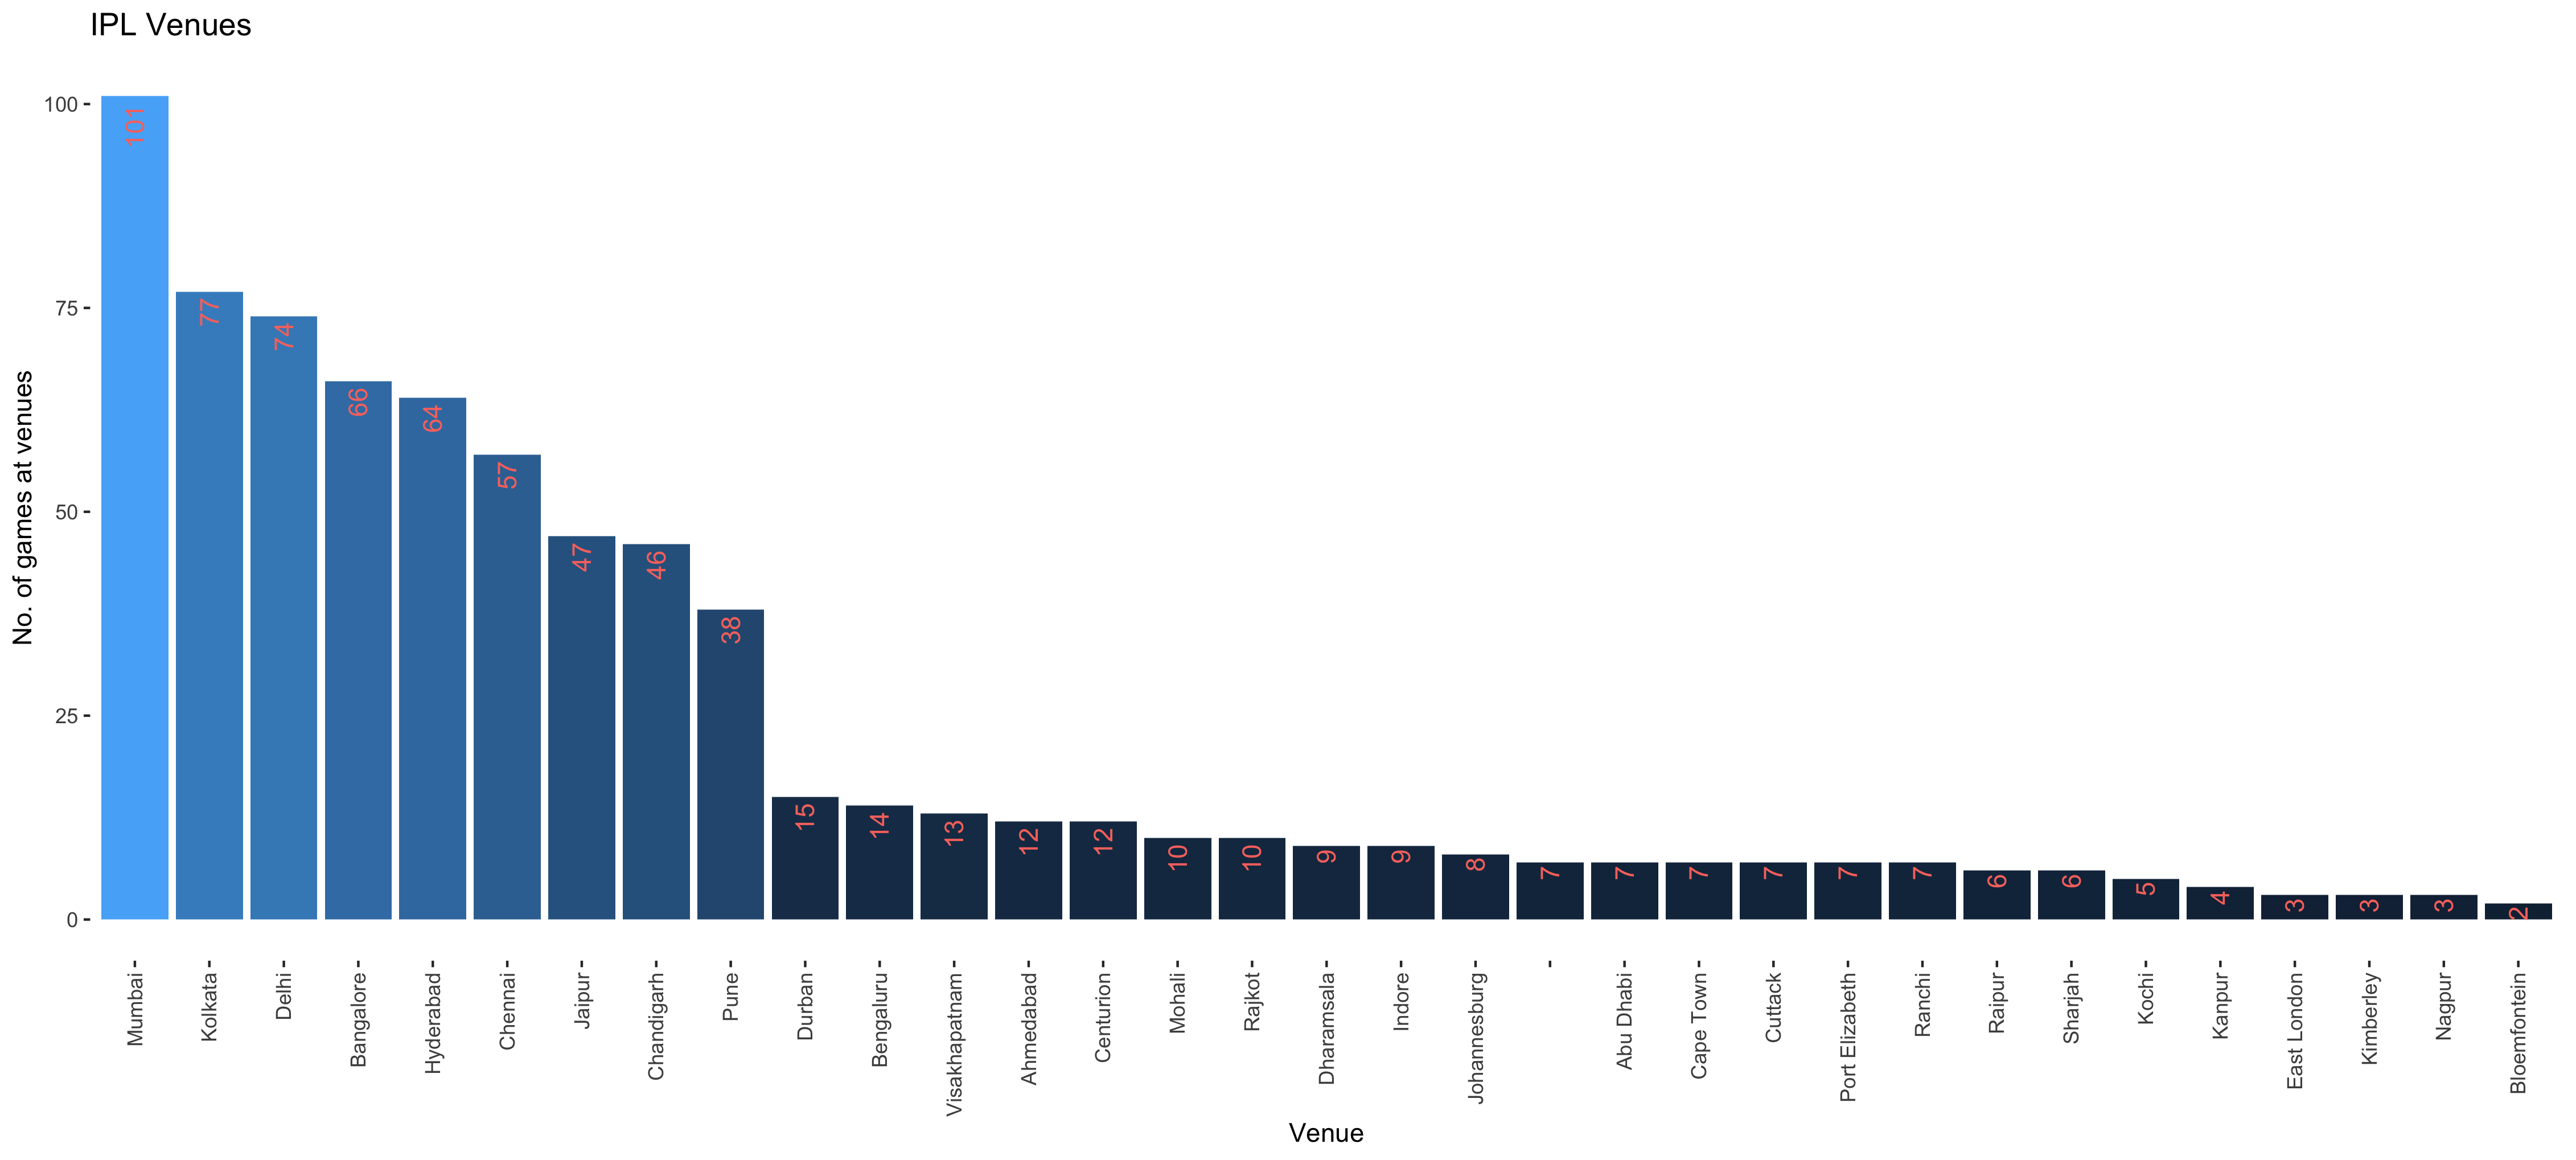 IPL Venues
No. of games at venues
100
75
50
25
0
101
77
74
66
64
57
47
46
38
15
14
13
12
12
10
10
9
9
8
7
7
7
7
7
7
6
6
5
4
3
3
3
2
Mumbai
Kolkata
Delhi
Bangalore
Hyderabad
Chennai
Jaipur
Chandigarh
Pune
Durban
Bengaluru
Visakhapatnam
Ahmedabad
Centurion
Mohali
Rajkot
Dharamsala
Indore
Johannesburg
Abu Dhabi
Cape Town
Cuttack
Port Elizabeth
Ranchi
Raipur
Sharjah
Kochi
Kanpur
East London
Kimberley
Nagpur
Bloemfontein
Venue